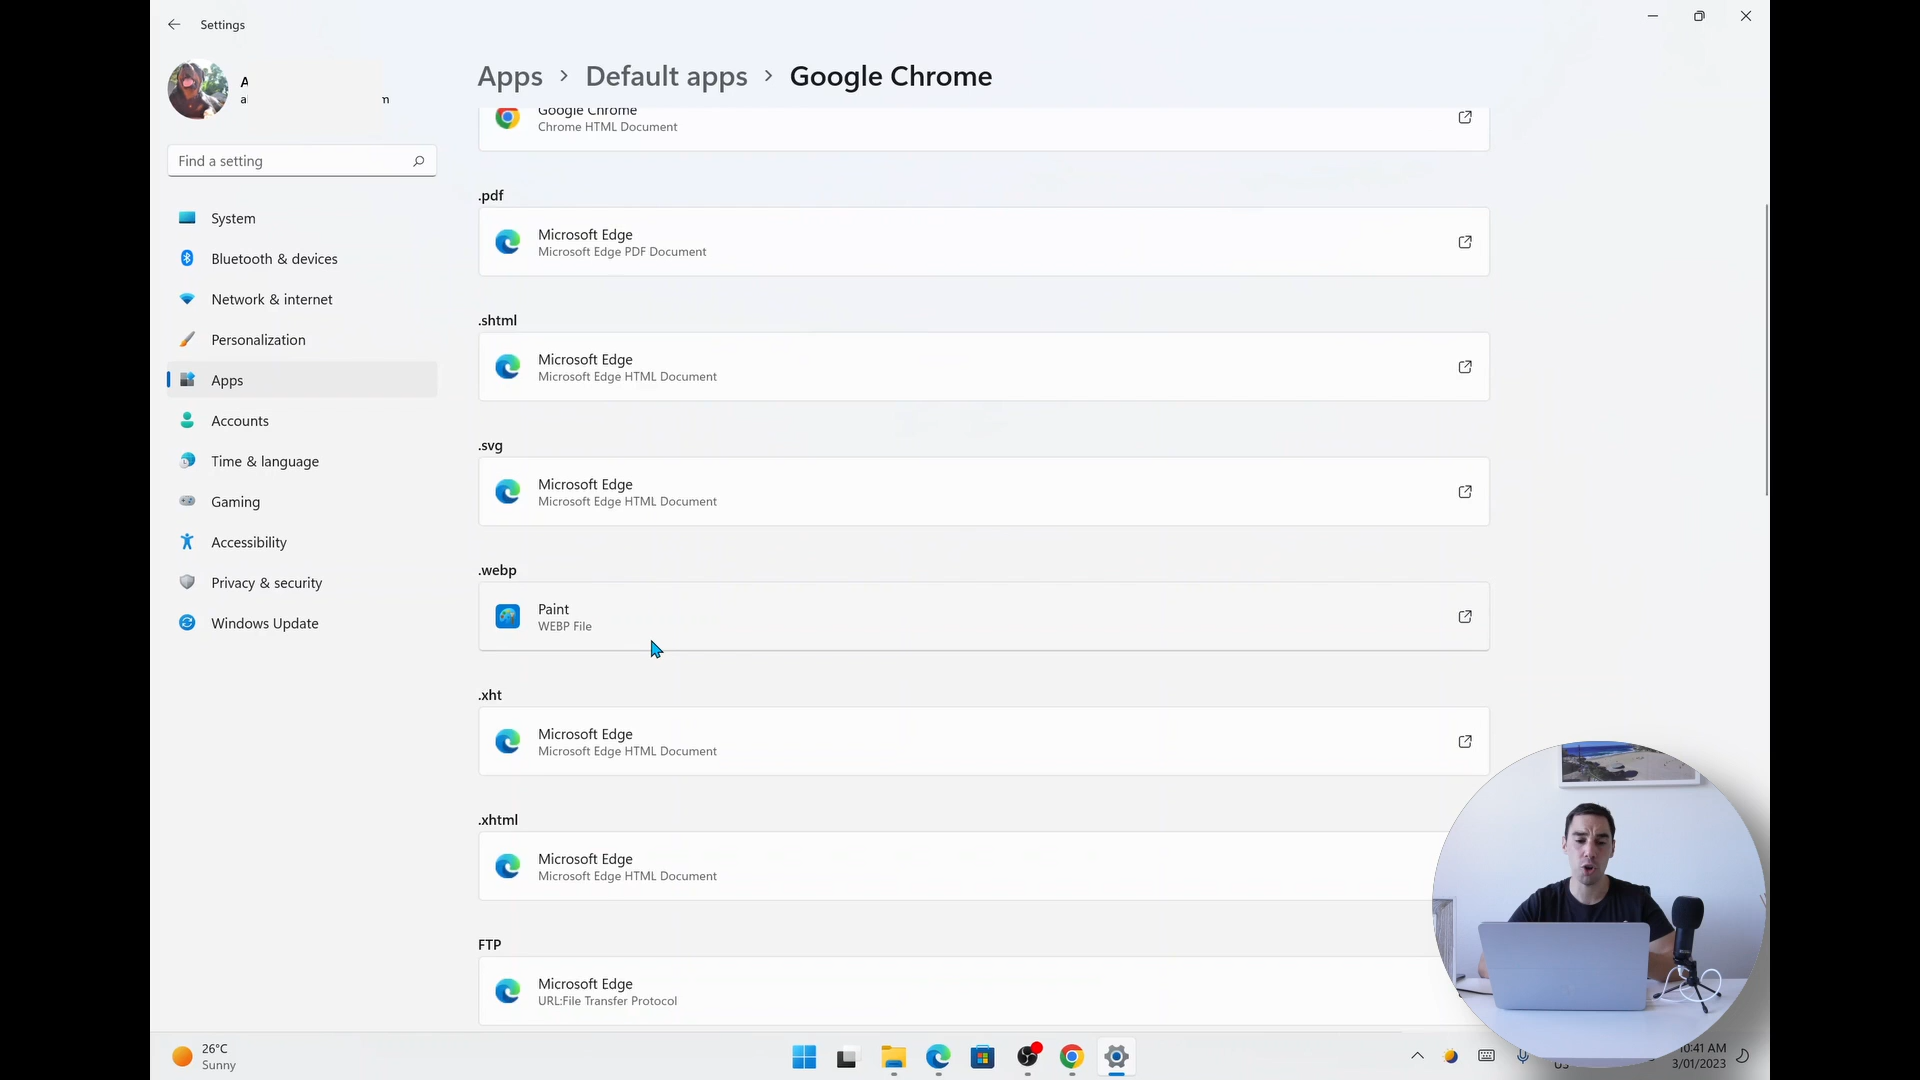 Settings
A
al
m
Find a setting
System
Bluetooth & devices
Network & internet
Personalization
Apps
Accounts
Time & language
Gaming
Accessibility
Privacy & security
Windows Update
Apps > Default apps > Google Chrome
Google Chrome
Chrome HTML Document
.pdf
Microsoft Edge
Microsoft Edge PDF Document
.shtml
Microsoft Edge
Microsoft Edge HTML Document
.svg
Microsoft Edge
Microsoft Edge HTML Document
.webp
Paint
WEBP File
.xht
Microsoft Edge
Microsoft Edge HTML Document
.xhtml
Microsoft Edge
Microsoft Edge HTML Document
FTP
Microsoft Edge
URL:File Transfer Protocol
26°C
Sunny
10:41 AM
3/01/2023